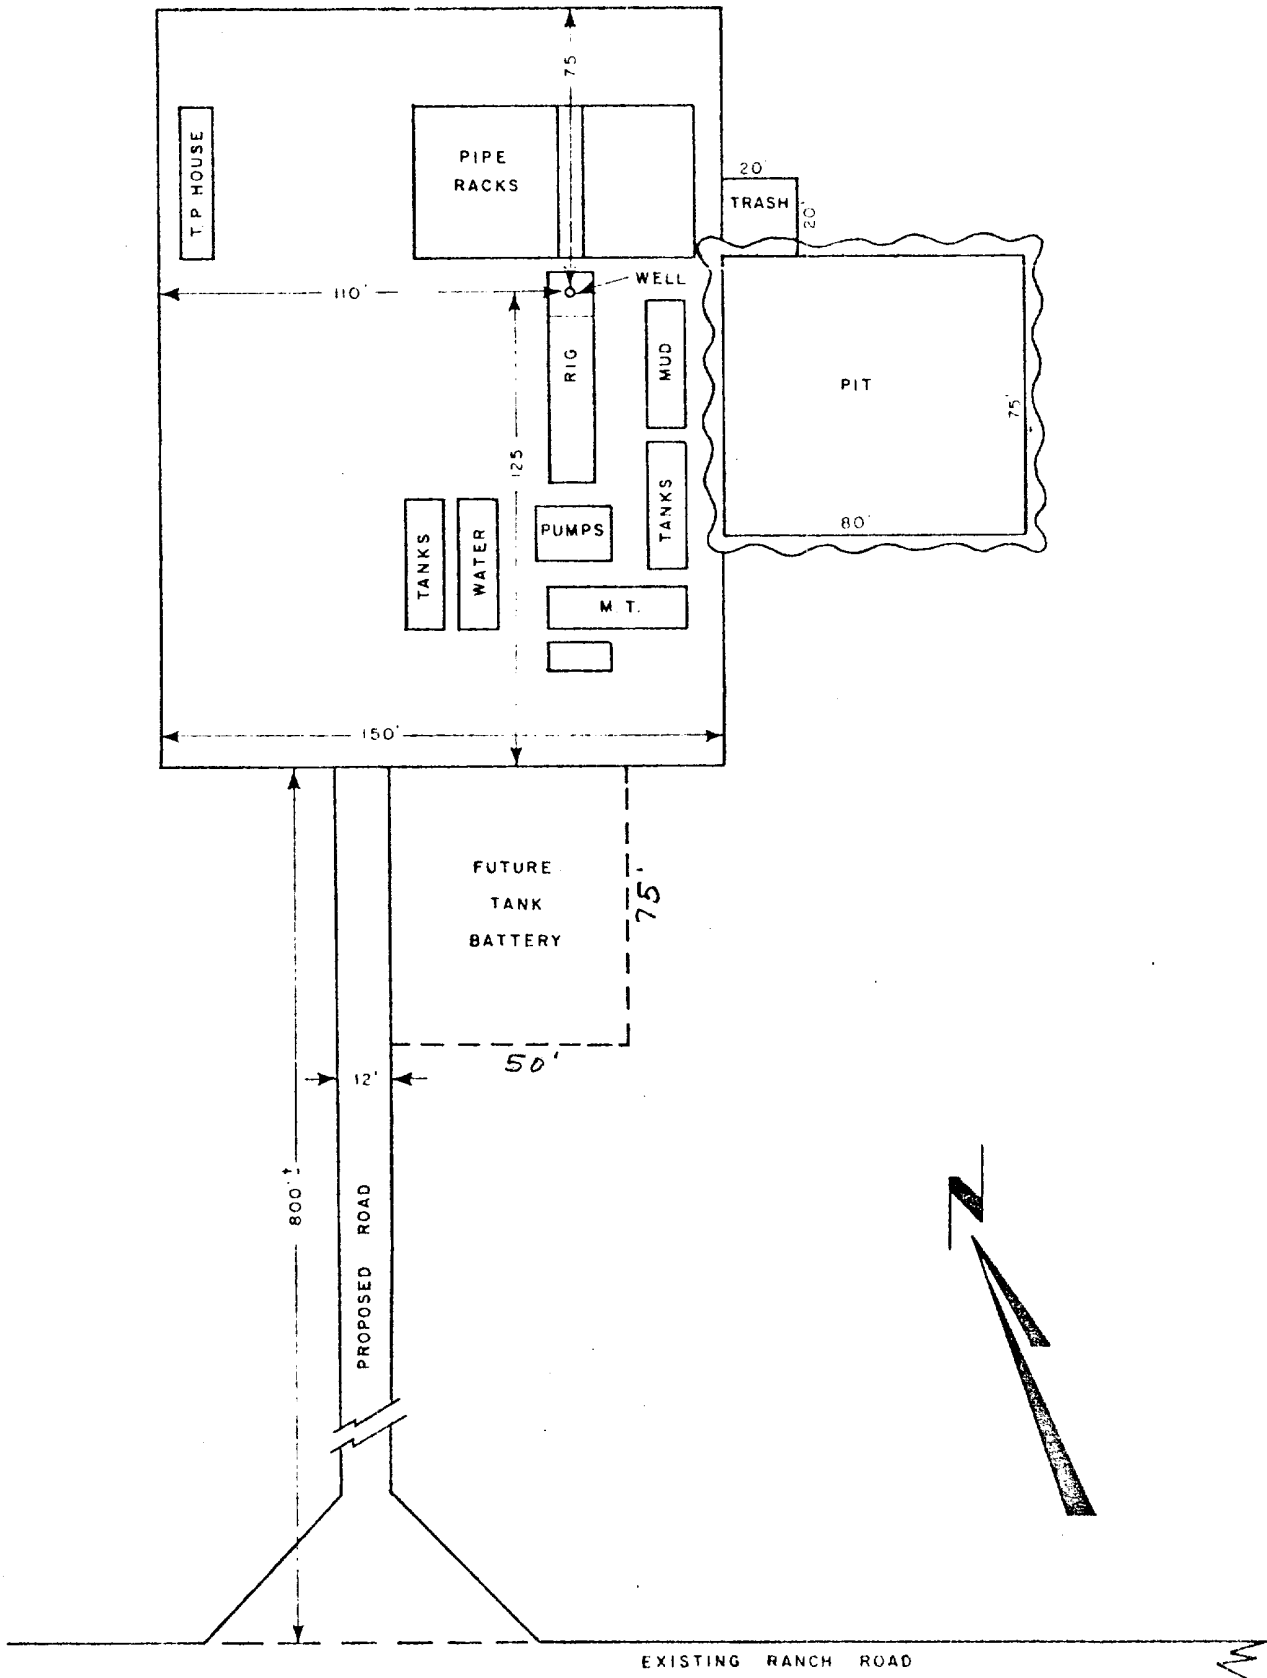 75
T.P. HOUSE
PIPE
RACKS
20'
TRASH
20'
WELL
110'
RIG
MUD
PIT
75'
125
TANKS
80'
PUMPS
TANKS
WATER
M. T.
150'
FUTURE
TANK
BATTERY
75'
50'
12'
800' ±
PROPOSED ROAD
N
EXISTING RANCH ROAD